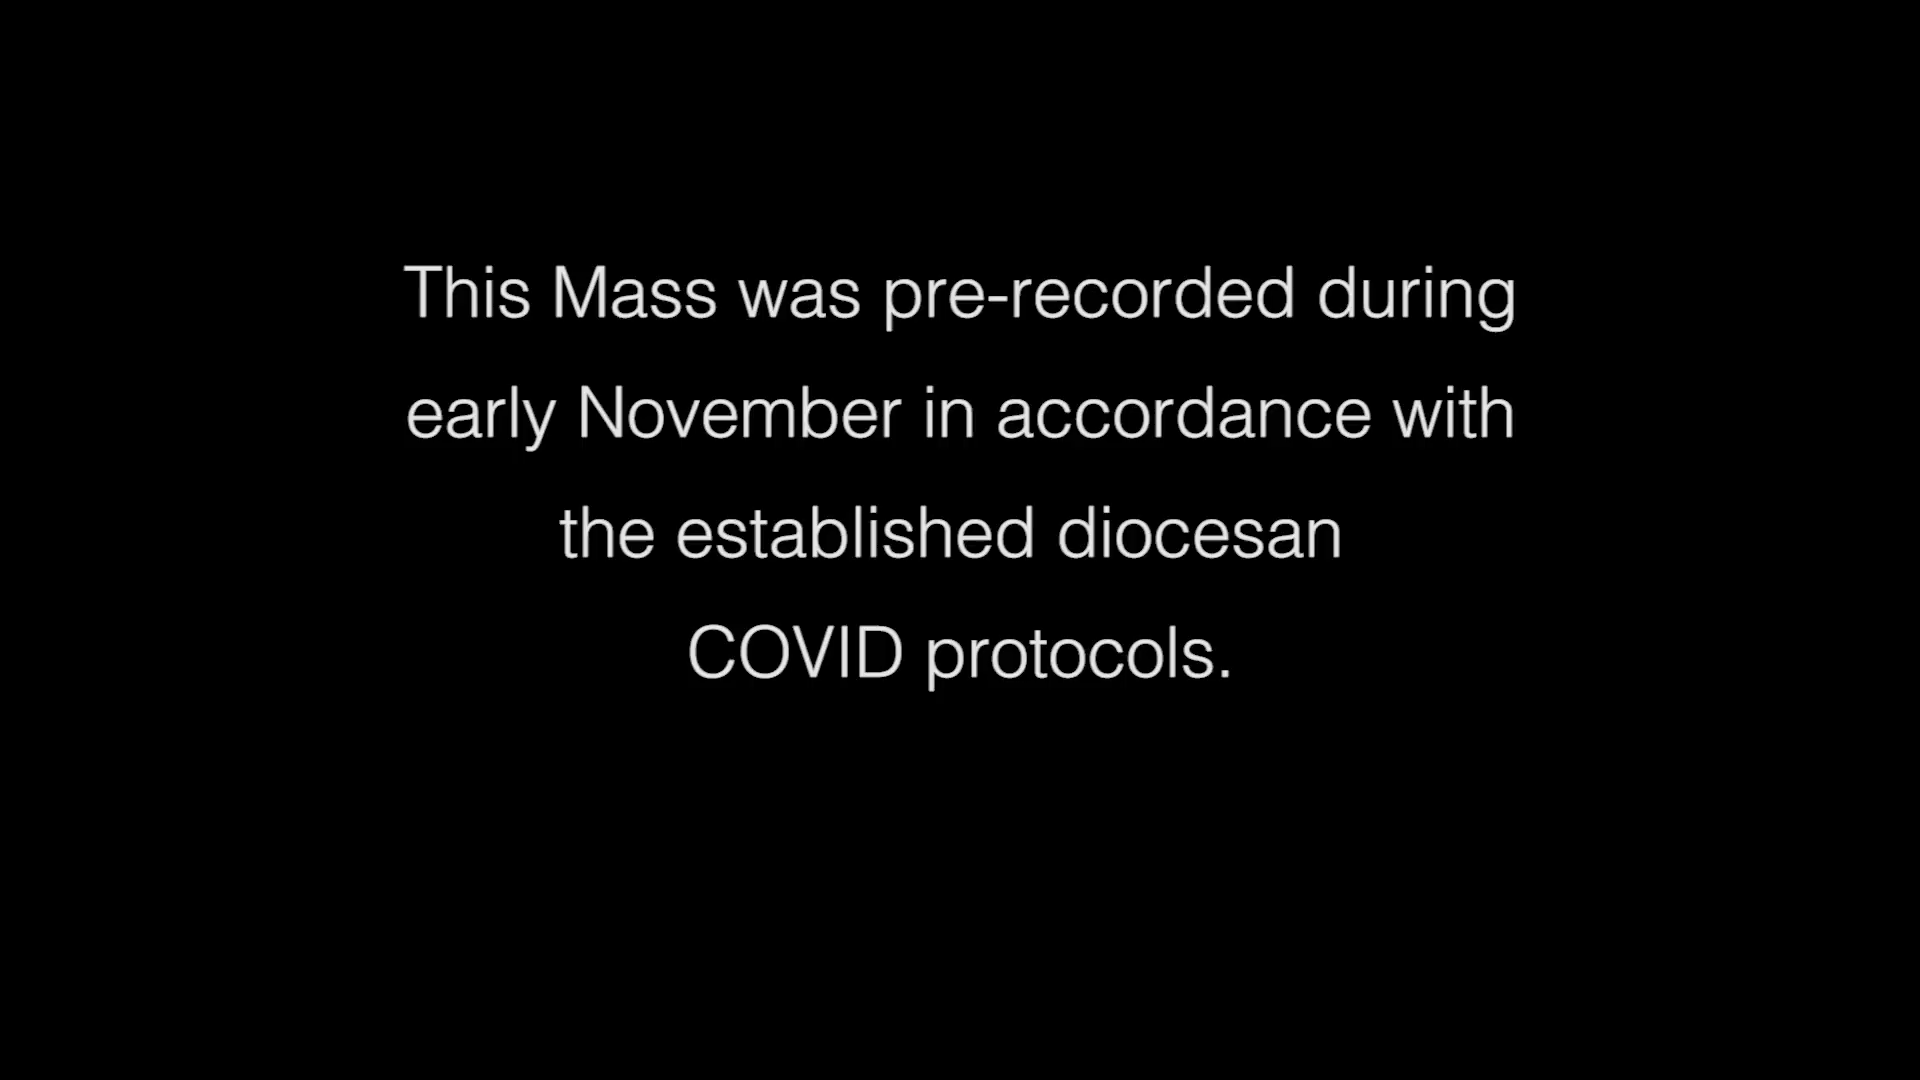 This Mass was pre-recorded during
early November in accordance with
the established diocesan
COVID protocols.